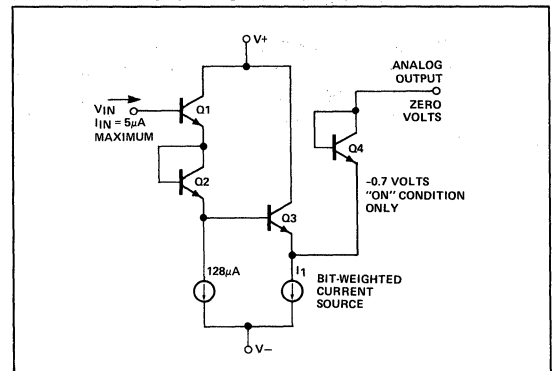 V+
ANALOG
OUTPUT
ZERO
VOLTS
VIN
IIN = 5μA
MAXIMUM
Q1
Q2
Q4
-0.7 VOLTS
"ON" CONDITION
ONLY
Q3
128μA
I1
BIT-WEIGHTED
CURRENT
SOURCE
V-